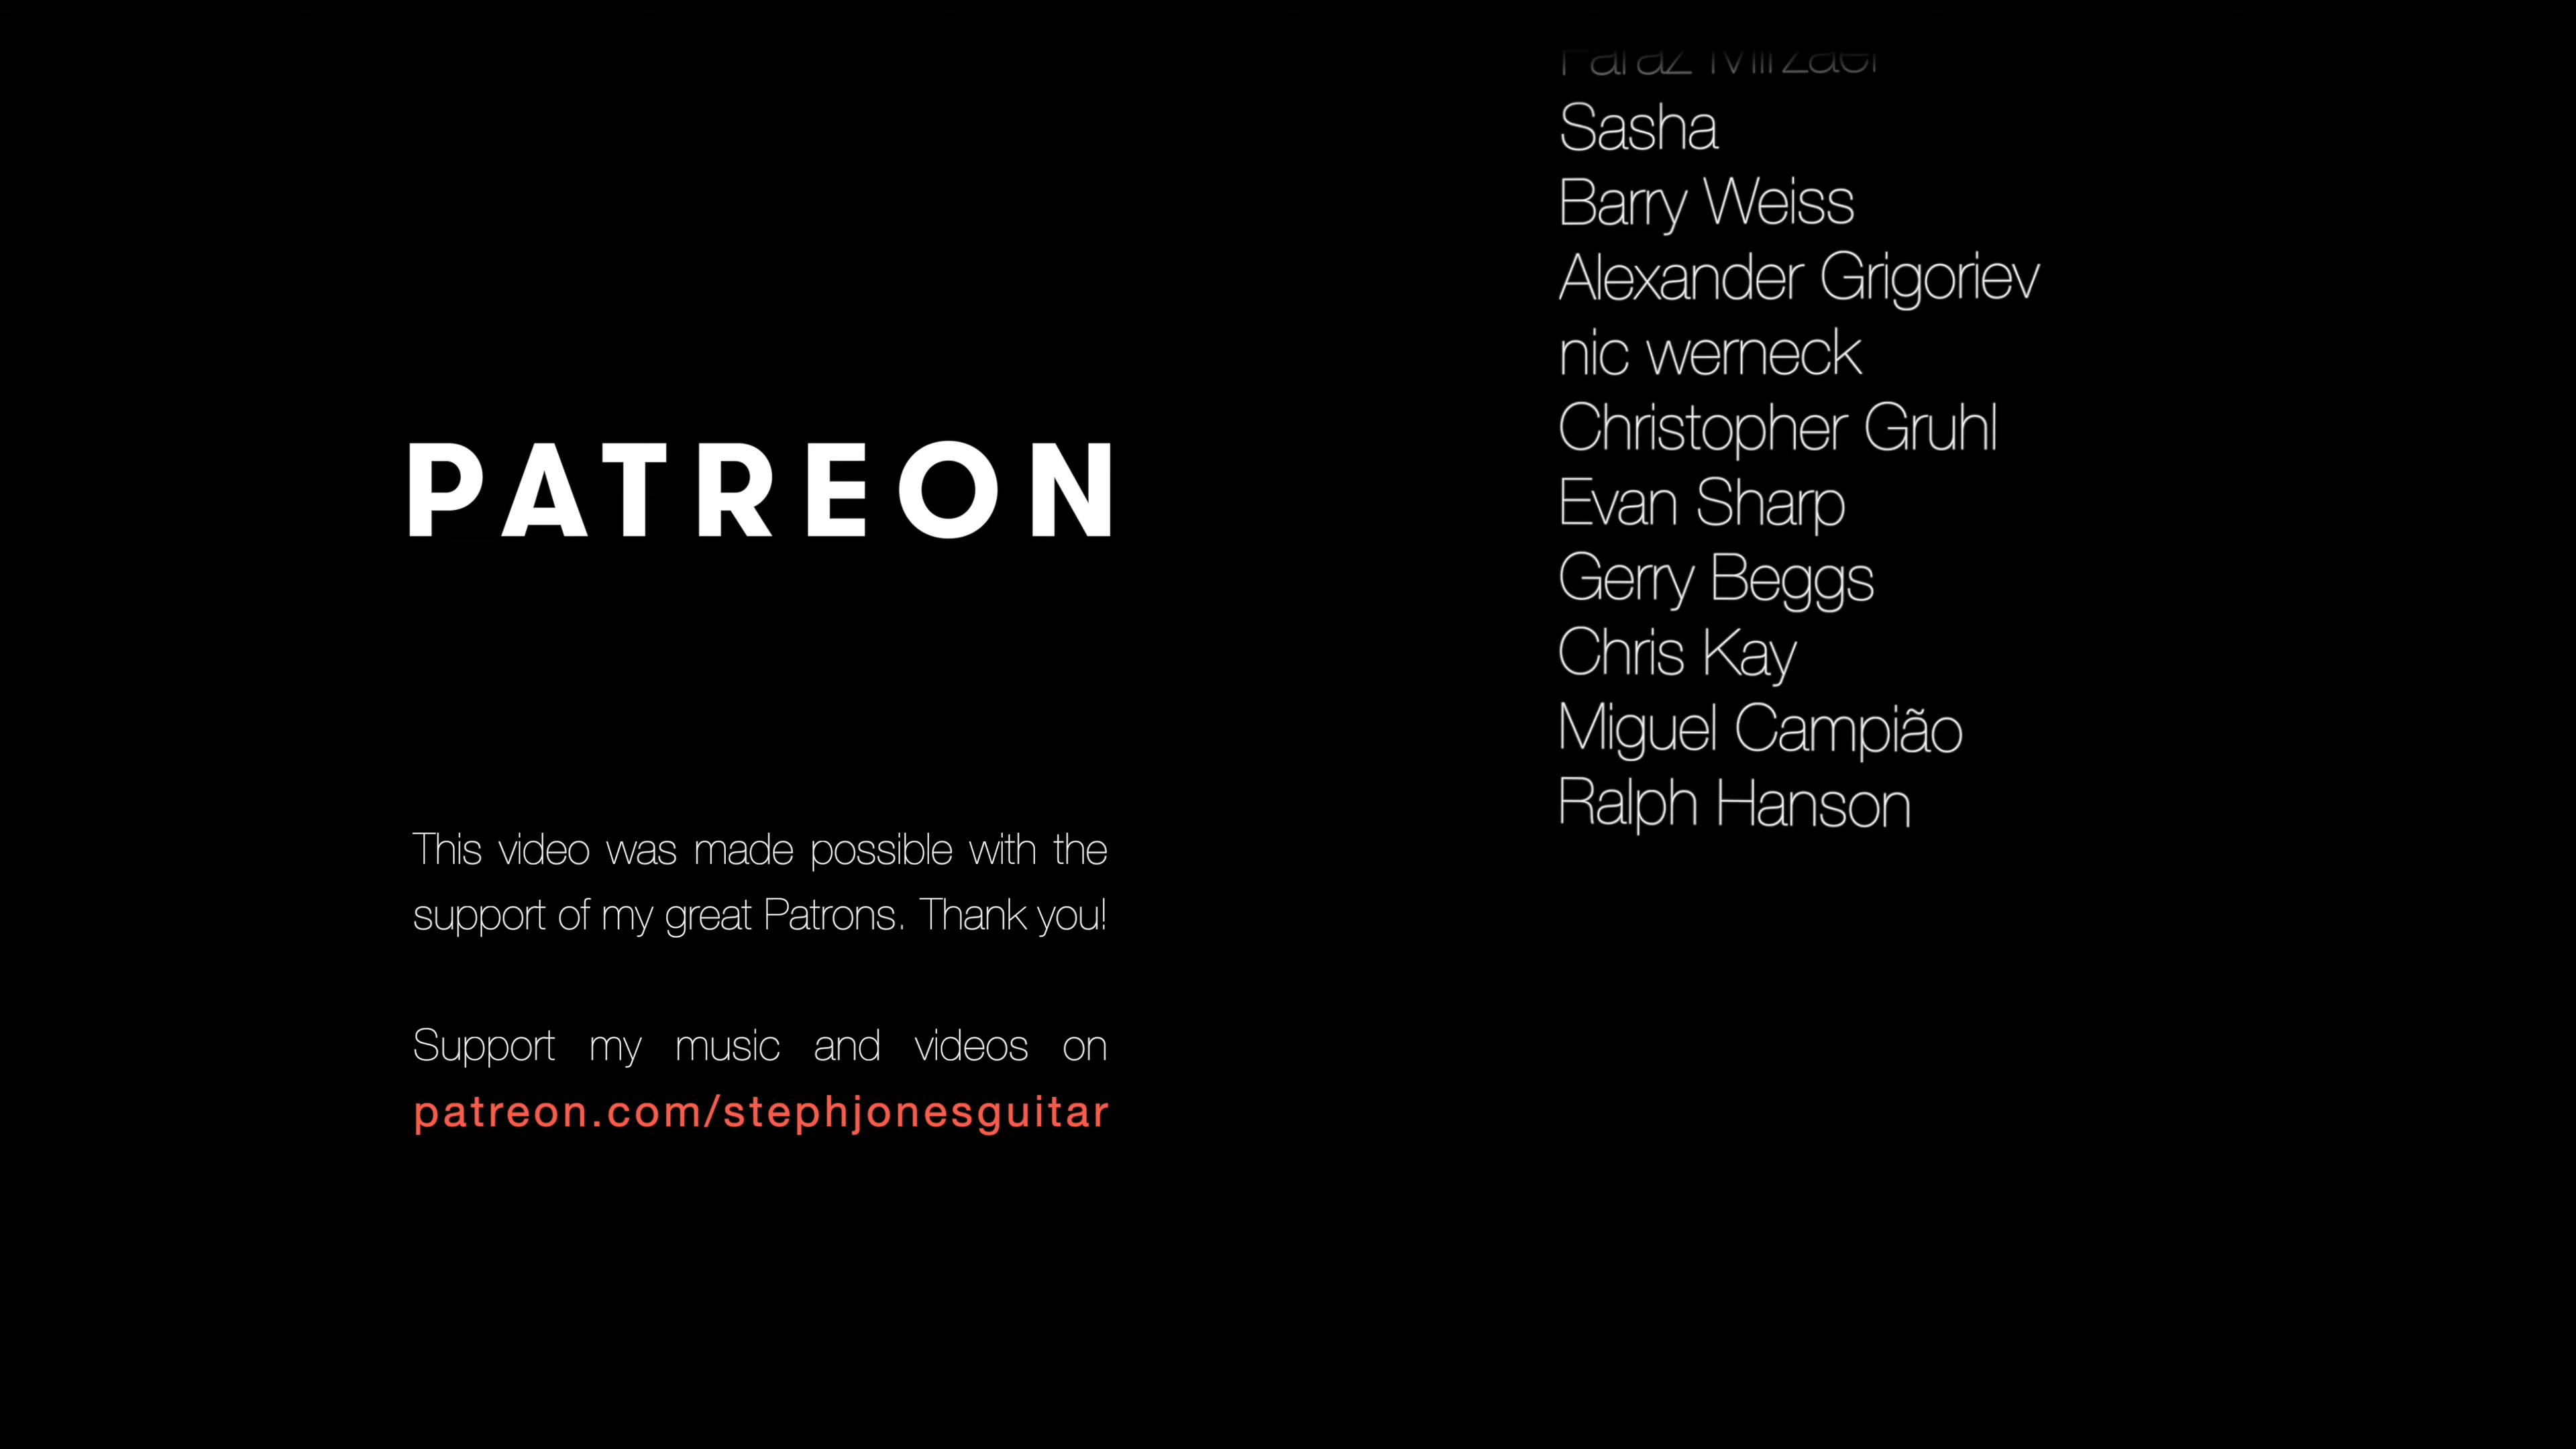 PATREON
This video was made possible with the
support of my great Patrons. Thank you!
Support my music and videos on
patreon.com/stephjonesguitar
Faraz Mirzaei
Sasha
Barry Weiss
Alexander Grigoriev
nic werneck
Christopher Gruhl
Evan Sharp
Gerry Beggs
Chris Kay
Miguel Campião
Ralph Hanson